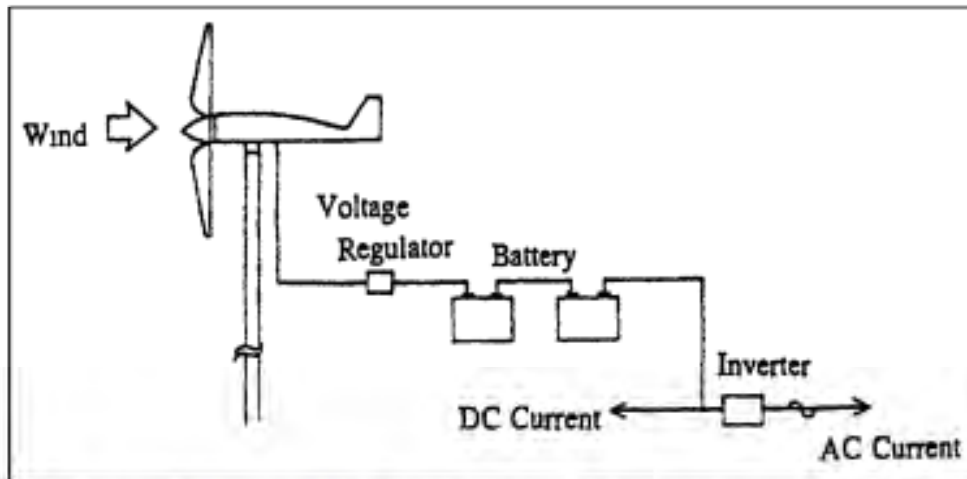 Wind
Voltage
Regulator
Battery
Inverter
DC Current
AC Current